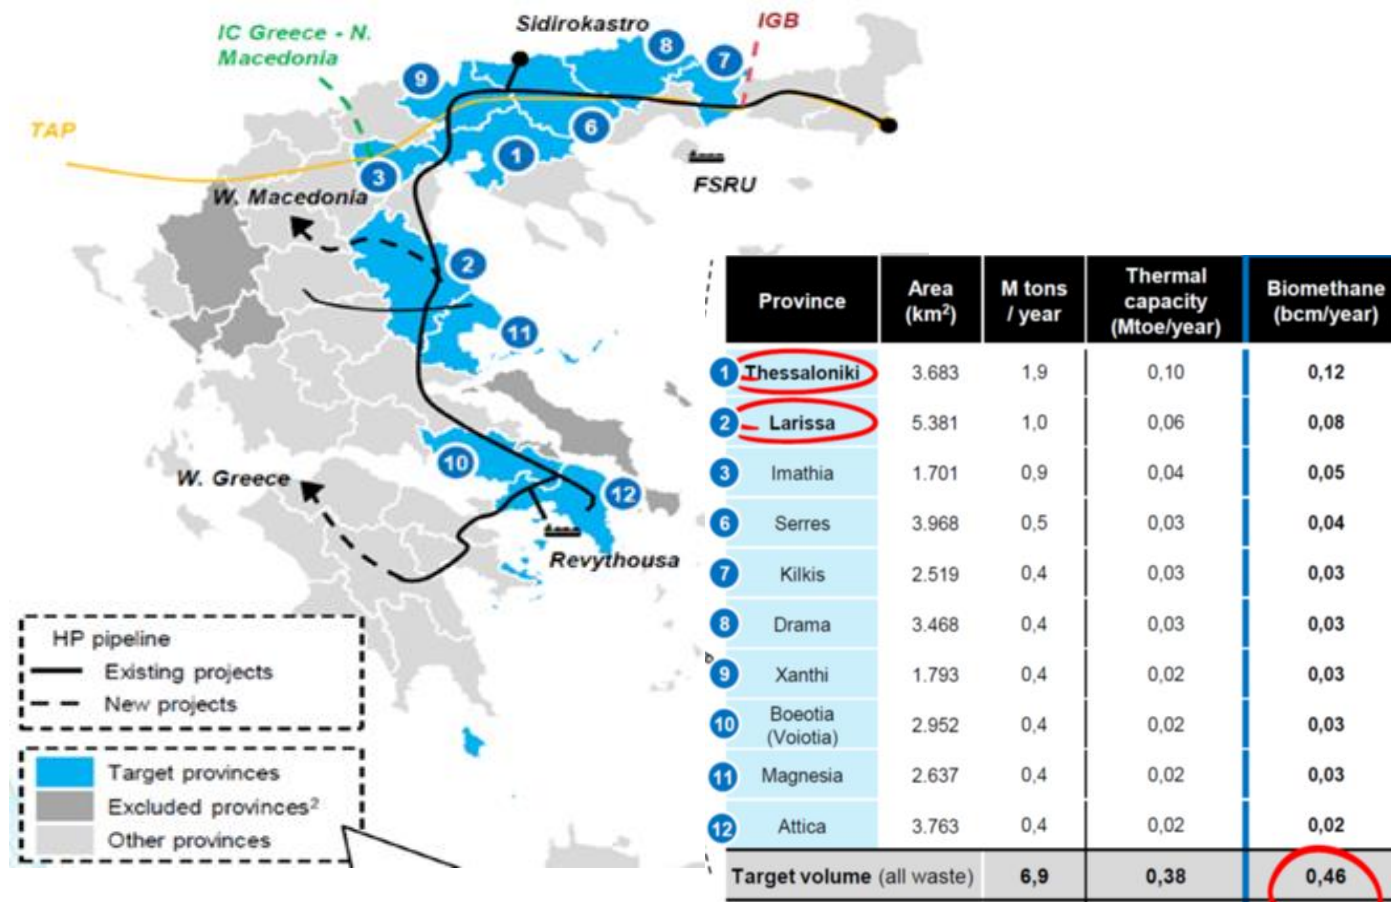 IC Greece - N.
Macedonia
Sidirokastro
IGB
8
7
9
6
TAP
1
3
FSRU
W. Macedonia
2
11
10
W. Greece
12
Revythousa
HP pipeline
Existing projects
New projects
Target provinces
Excluded provinces²
Other provinces
Province Area (km²) M tons / year Thermal capacity (Mtoe/year) Biomethane (bcm/year)
1 Thessaloniki 3.683 1,9 0,10 0,12
2 Larissa 5.381 1,0 0,06 0,08
3 Imathia 1.701 0,9 0,04 0,05
6 Serres 3.968 0,5 0,03 0,04
7 Kilkis 2.519 0,4 0,03 0,03
8 Drama 3.468 0,4 0,03 0,03
9 Xanthi 1.793 0,4 0,02 0,03
10 Boeotia (Voiotia) 2.952 0,4 0,02 0,03
11 Magnesia 2.637 0,4 0,02 0,03
12 Attica 3.763 0,4 0,02 0,02
Target volume (all waste) 6,9 0,38 0,46